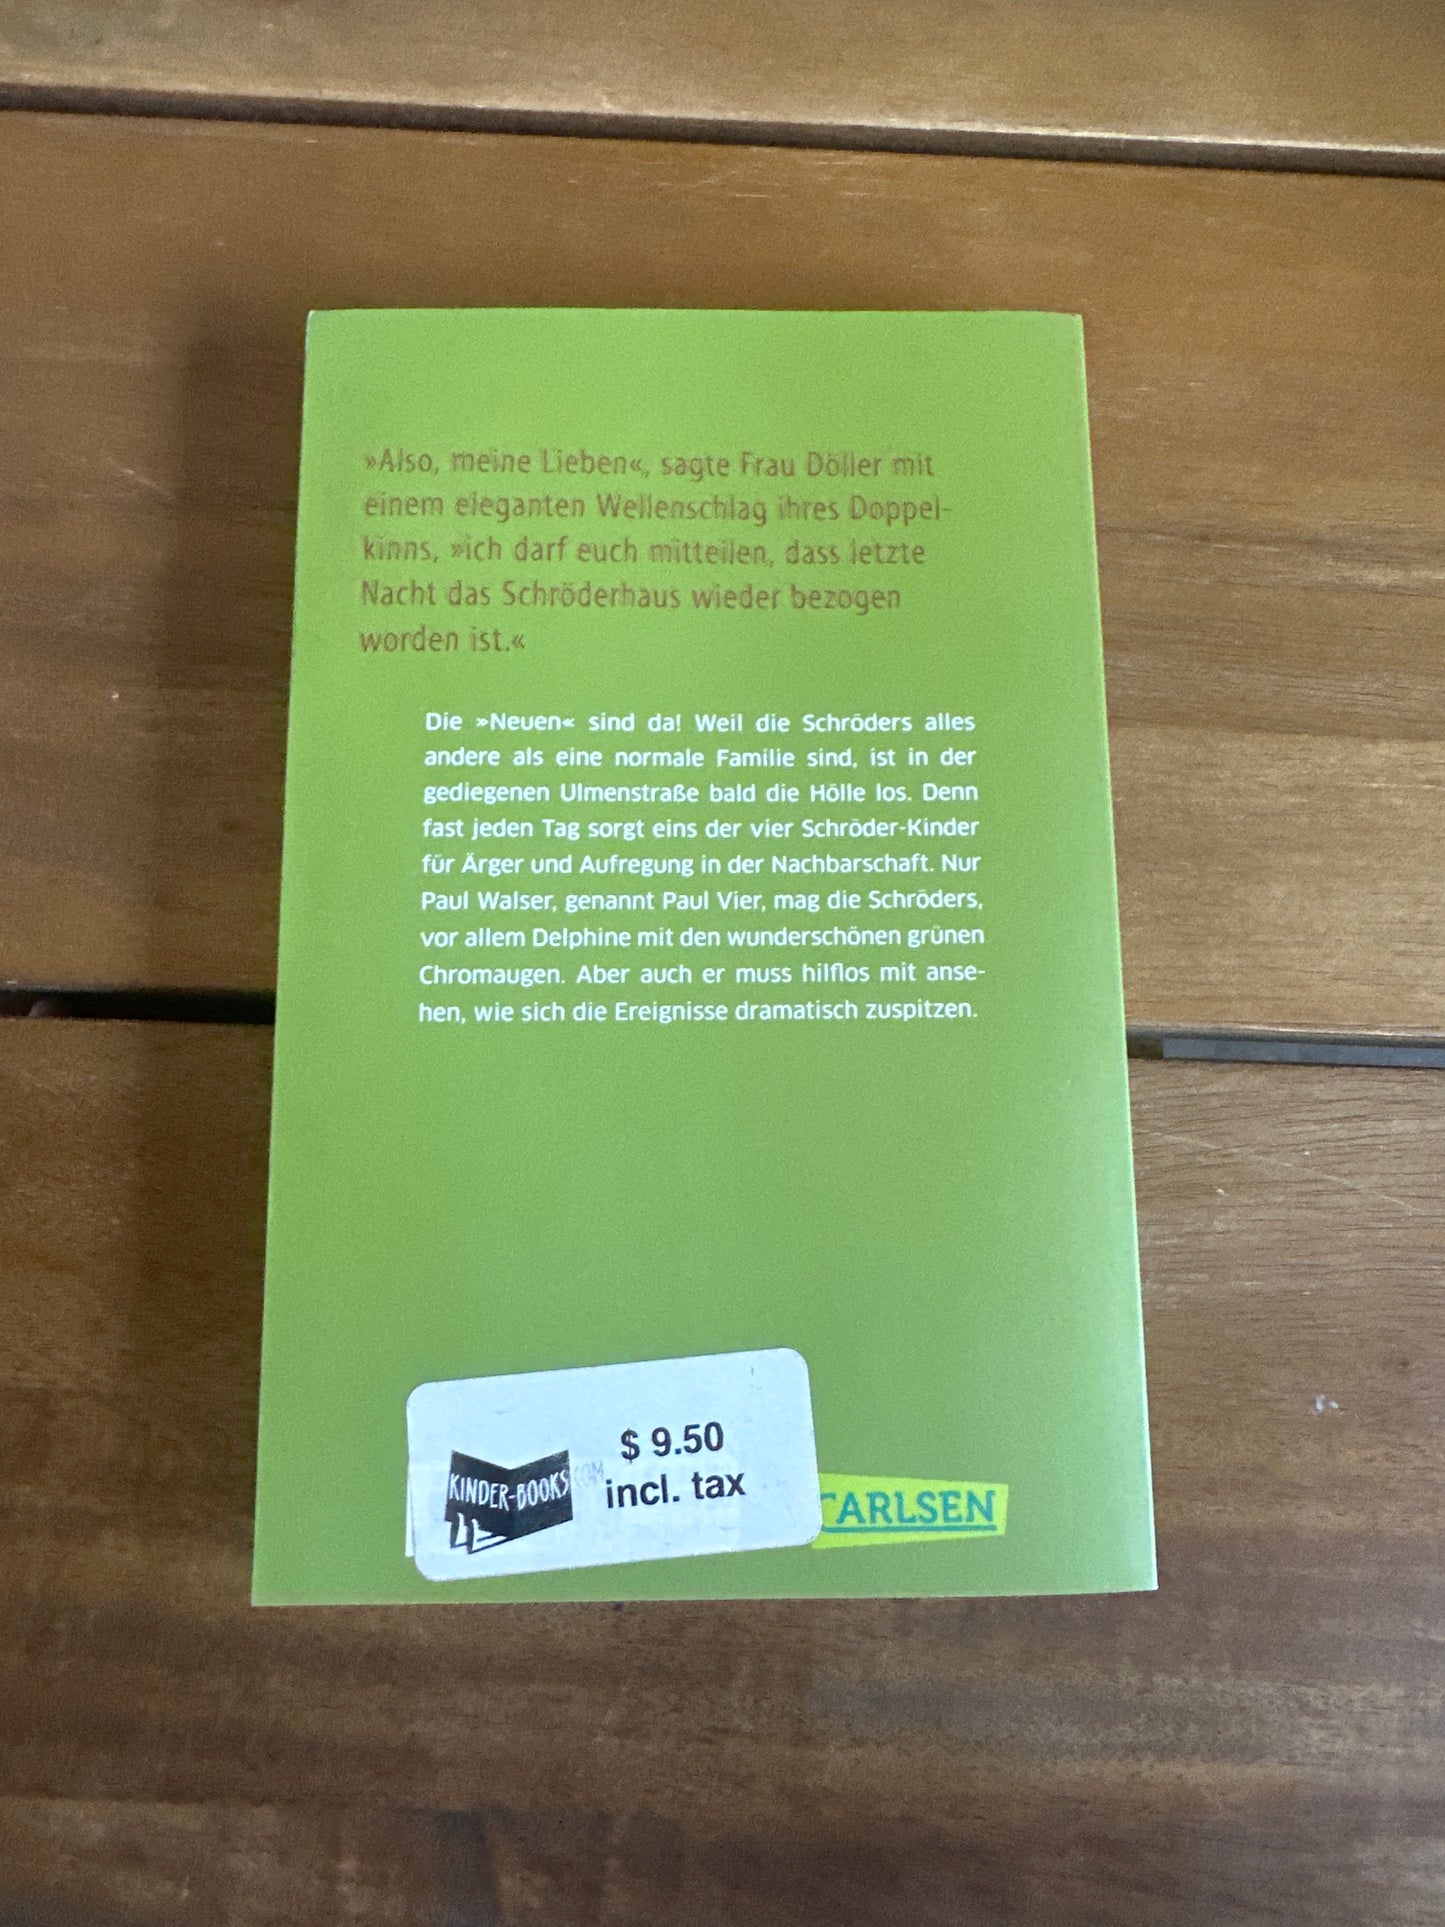 »Also, meine Lieben«, sagte Frau Döller mit
einem eleganten Wellenschlag ihres Doppel-
kinns, »ich darf euch mitteilen, dass letzte
Nacht das Schröderhaus wieder bezogen
worden ist.«
Die »Neuen« sind da! Weil die Schröders alles
andere als eine normale Familie sind, ist in der
gediegenen Ulmenstraße bald die Hölle los. Denn
fast jeden Tag sorgt eins der vier Schröder-Kinder
für Ärger und Aufregung in der Nachbarschaft. Nur
Paul Walser, genannt Paul Vier, mag die Schröders,
vor allem Delphine mit den wunderschönen grünen
Chromaugen. Aber auch er muss hilflos mit anse-
hen, wie sich die Ereignisse dramatisch zuspitzen.
$ 9.50
KINDER-BOOKS.COM
incl. tax
CARLSEN